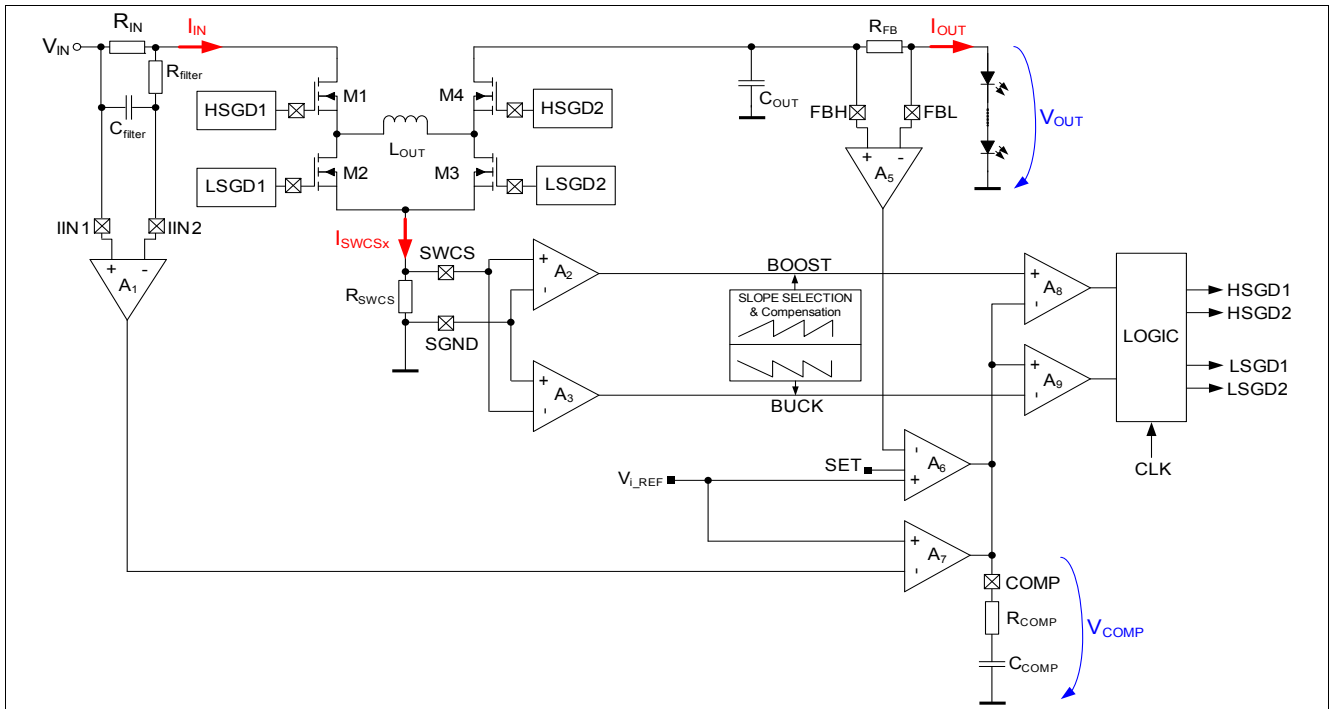 RIN
IIN
VIN
Rfilter
Cfilter
HSGD1
M1
M4
HSGD2
LOUT
LSGD1
M2
M3
LSGD2
RFB
IOUT
COUT
FBH
FBL
VOUT
+ -
A5
IIN1
IIN2
+ -
A1
ISWCSx
SWCS
RSWCS
SGND
+
-
A2
+
-
A3
BOOST
SLOPE SELECTION
& Compensation
BUCK
+
-
A8
+
-
A9
LOGIC
HSGD1
HSGD2
LSGD1
LSGD2
CLK
SET
Vi_REF
-
+
A6
+
-
A7
COMP
RCOMP
CCOMP
VCOMP